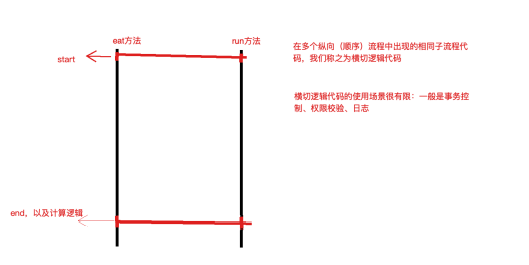 eat方法
run方法
start
在多个纵向（顺序）流程中出现的相同子流程代
码，我们称之为横切逻辑代码
横切逻辑代码的使用场景很有限：一般是事务控
制、权限校验、日志
end，以及计算逻辑